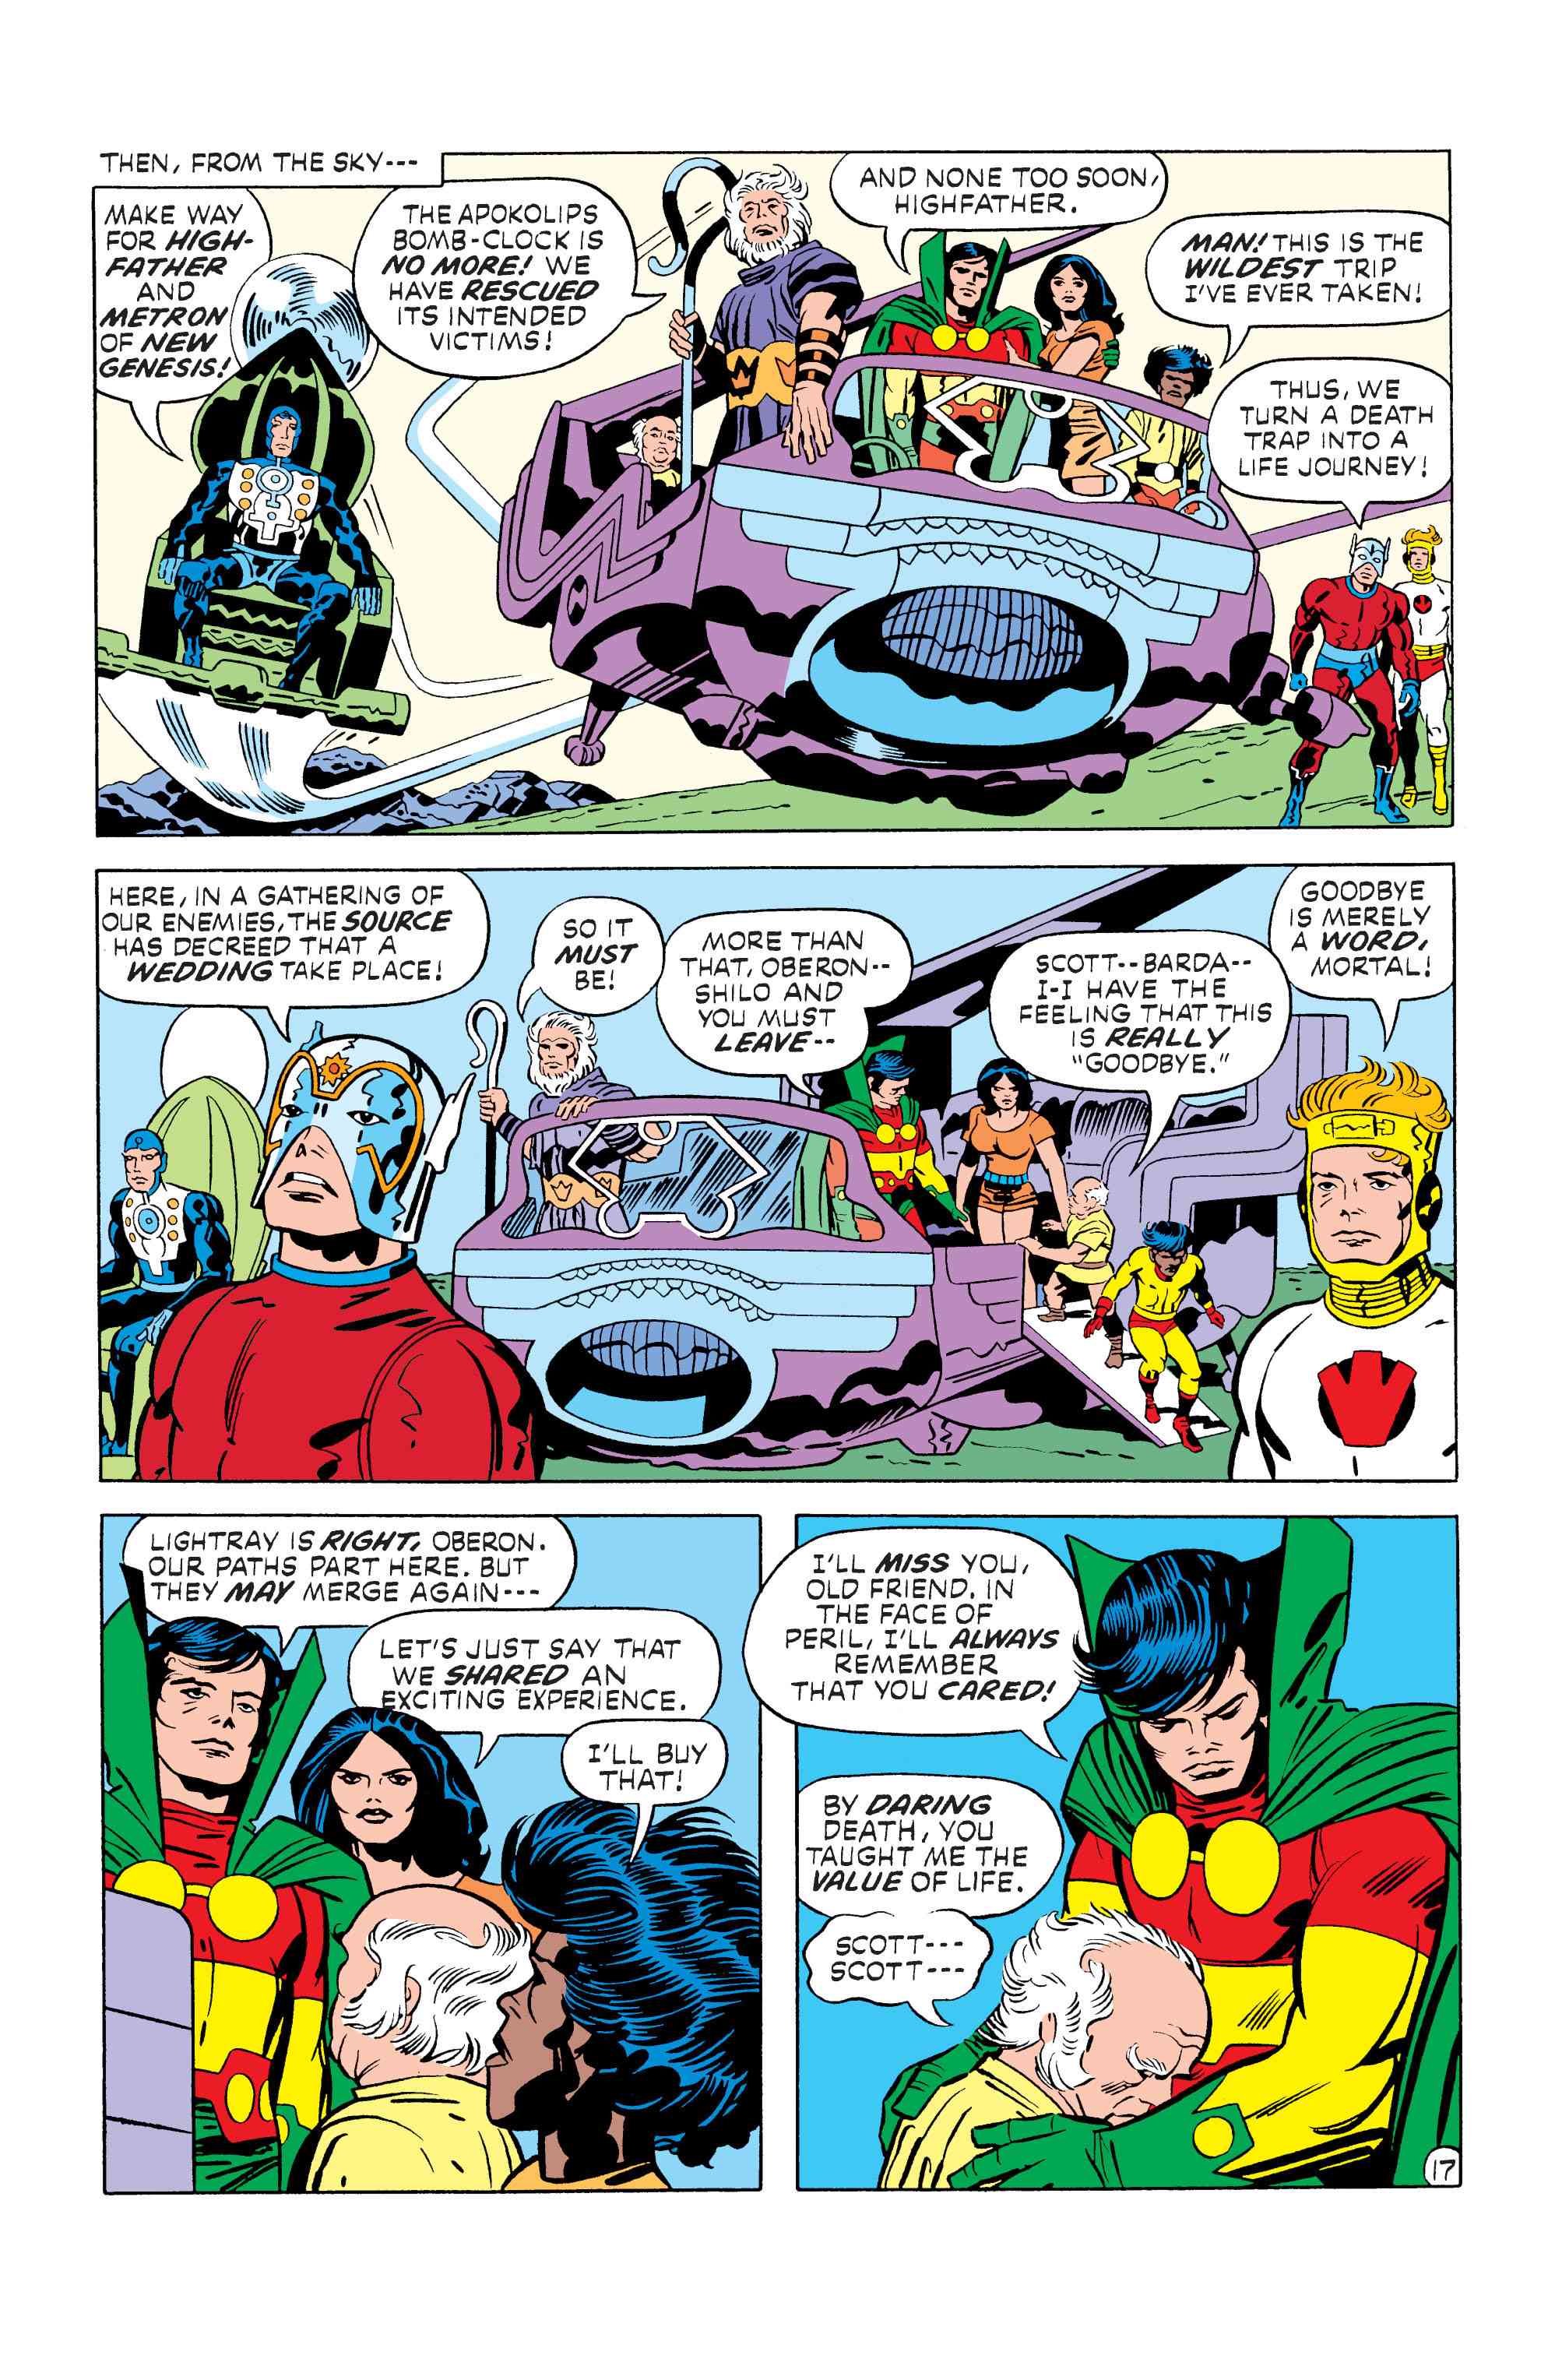 THEN, FROM THE SKY---
MAKE WAY
FOR HIGH-
FATHER
AND
METRON
OF NEW
GENESIS!
THE APOKOLIPS
BOMB-CLOCK IS
NO MORE! WE
HAVE RESCUED
ITS INTENDED
VICTIMS!
AND NONE TOO SOON,
HIGHFATHER.
MAN! THIS IS THE
WILDEST TRIP
I'VE EVER TAKEN!
THUS, WE
TURN A DEATH
TRAP INTO A
LIFE JOURNEY!
HERE, IN A GATHERING OF
OUR ENEMIES, THE SOURCE
HAS DECREED THAT A
WEDDING TAKE PLACE!
SO IT
MUST
BE!
MORE THAN
THAT, OBERON--
SHILO AND
YOU MUST
LEAVE--
SCOTT--BARDA--
I-I HAVE THE
FEELING THAT THIS
IS REALLY
"GOODBYE."
GOODBYE
IS MERELY
A WORD,
MORTAL!
LIGHTRAY IS RIGHT, OBERON.
OUR PATHS PART HERE. BUT
THEY MAY MERGE AGAIN---
LET'S JUST SAY THAT
WE SHARED AN
EXCITING EXPERIENCE.
I'LL BUY
THAT!
I'LL MISS YOU,
OLD FRIEND. IN
THE FACE OF
PERIL, I'LL ALWAYS
REMEMBER
THAT YOU CARED!
BY DARING
DEATH, YOU
TAUGHT ME THE
VALUE OF LIFE.
SCOTT---
SCOTT---
17